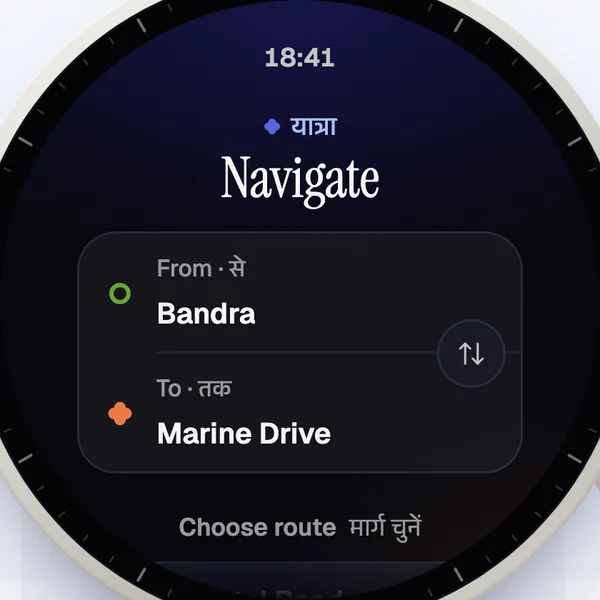 18:41
यात्रा
Navigate
From · से
Bandra
To · तक
Marine Drive
Choose route मार्ग चुनें